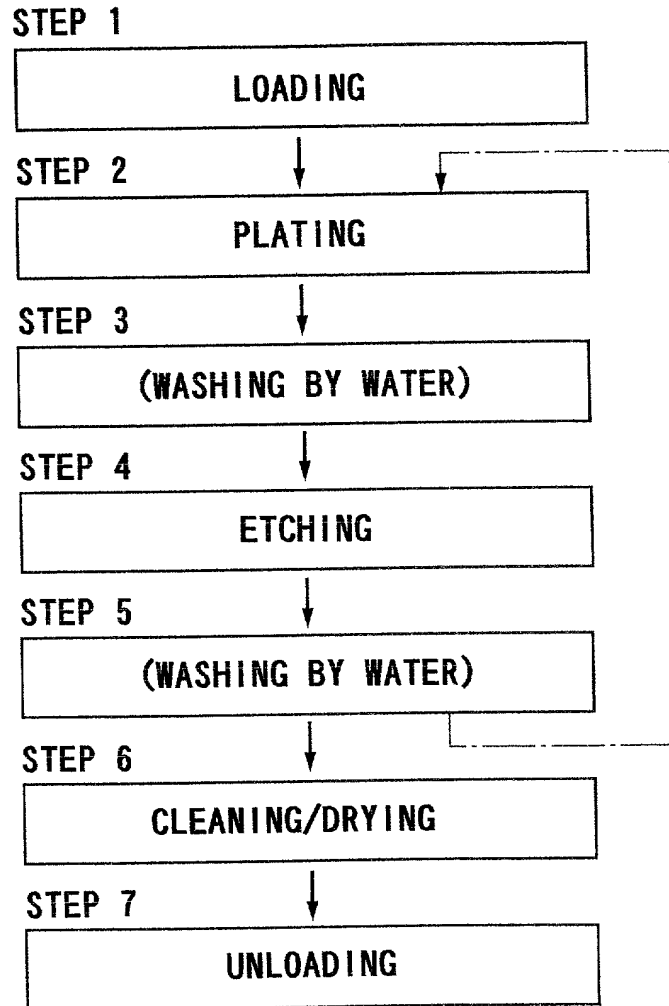 STEP 1
LOADING
STEP 2
PLATING
STEP 3
(WASHING BY WATER)
STEP 4
ETCHING
STEP 5
(WASHING BY WATER)
STEP 6
CLEANING/DRYING
STEP 7
UNLOADING